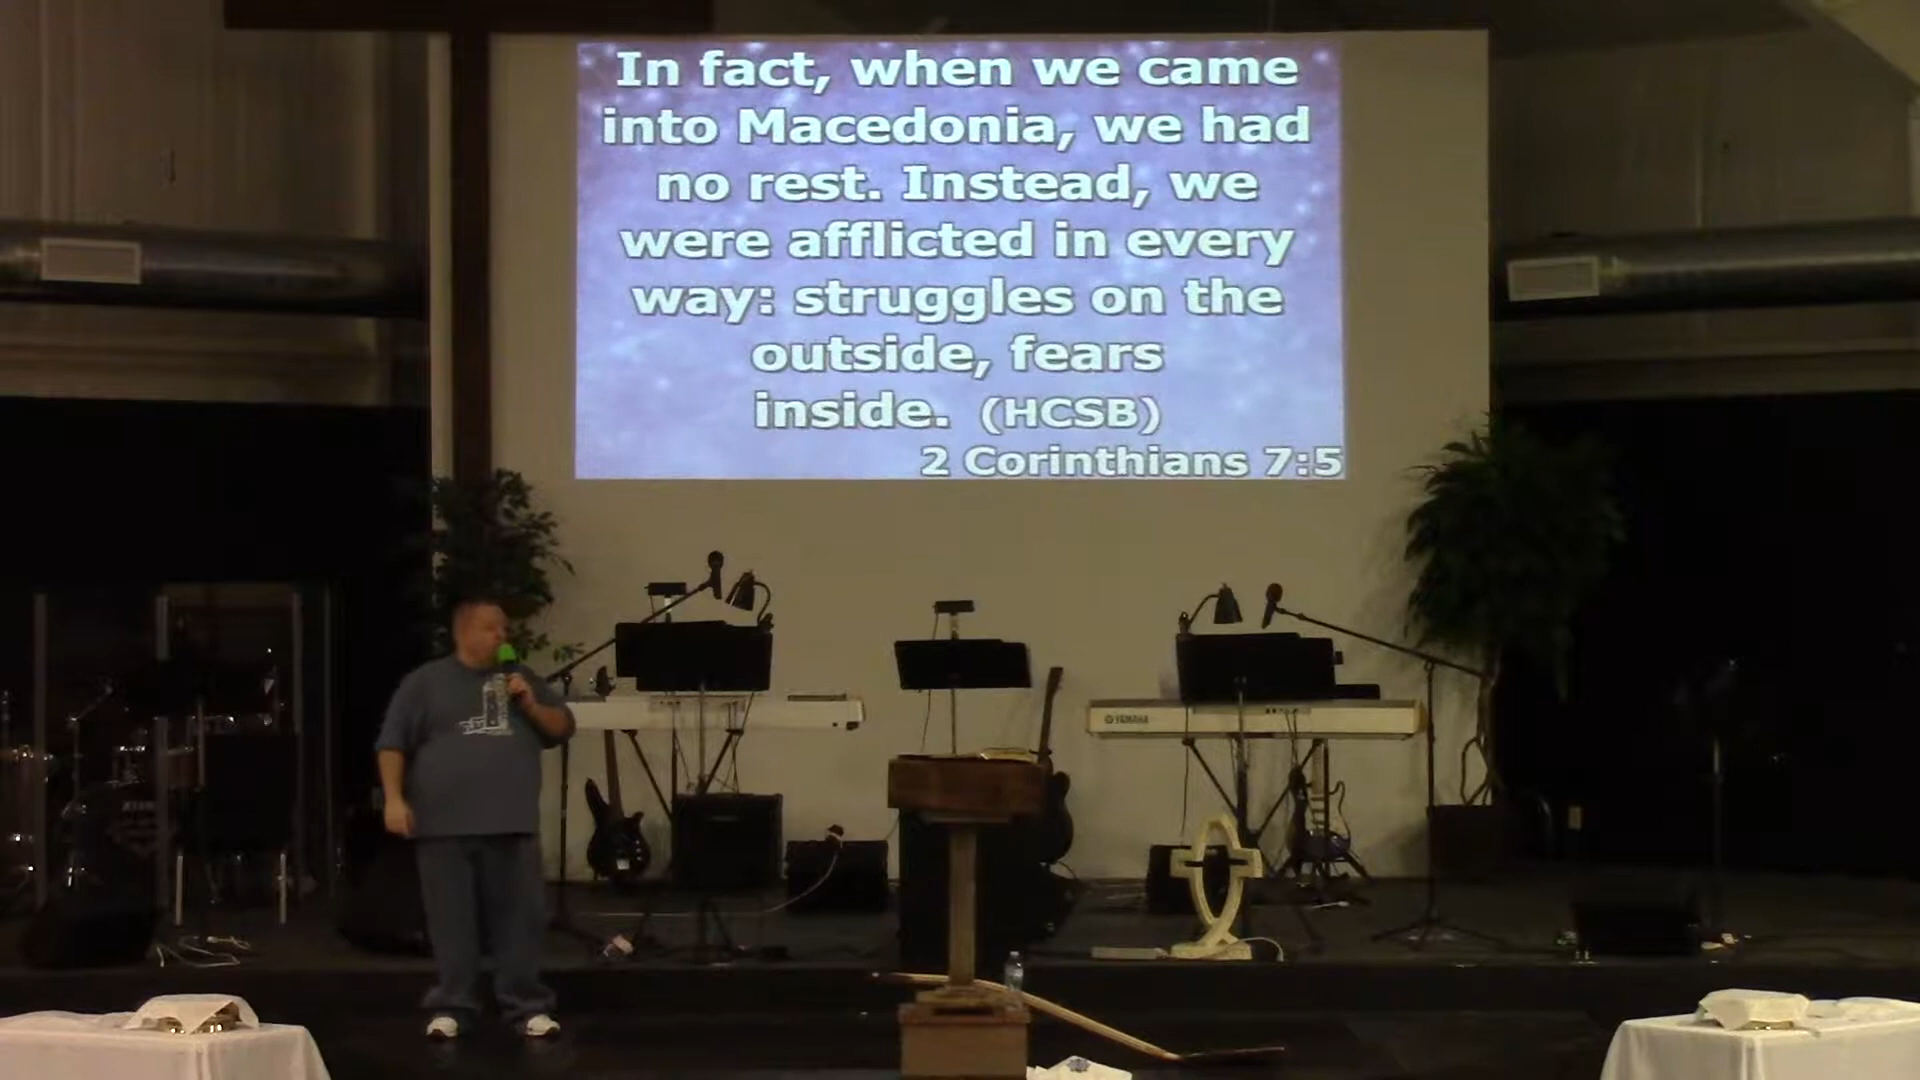 In fact, when we came
into Macedonia, we had
no rest. Instead, we
were afflicted in every
way: struggles on the
outside, fears
inside. (HCSB)
2 Corinthians 7:5
YAMAHA